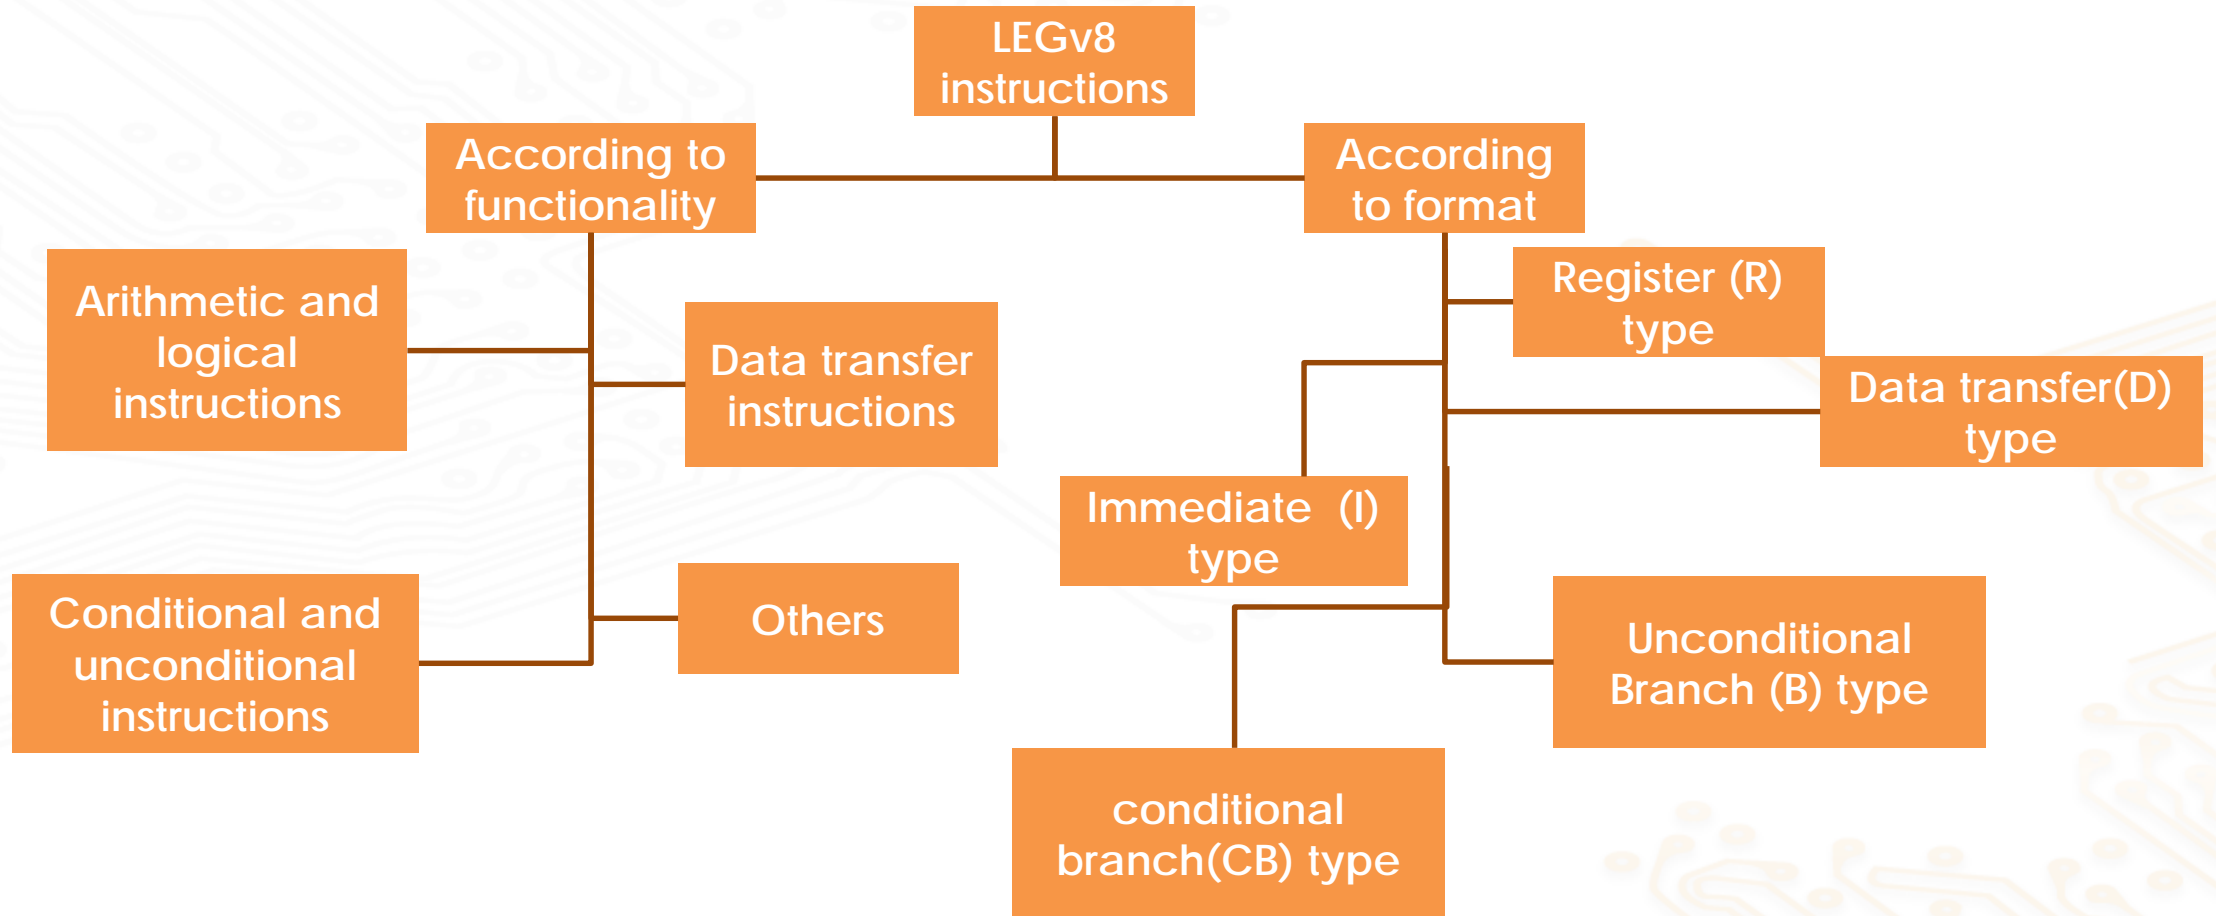 LEGv8
instructions
According to
functionality
According
to format
Arithmetic and
logical
instructions
Data transfer
instructions
Register (R)
type
Data transfer(D)
type
Immediate  (I)
type
Conditional and
unconditional
instructions
Others
Unconditional
Branch (B) type
conditional
branch(CB) type